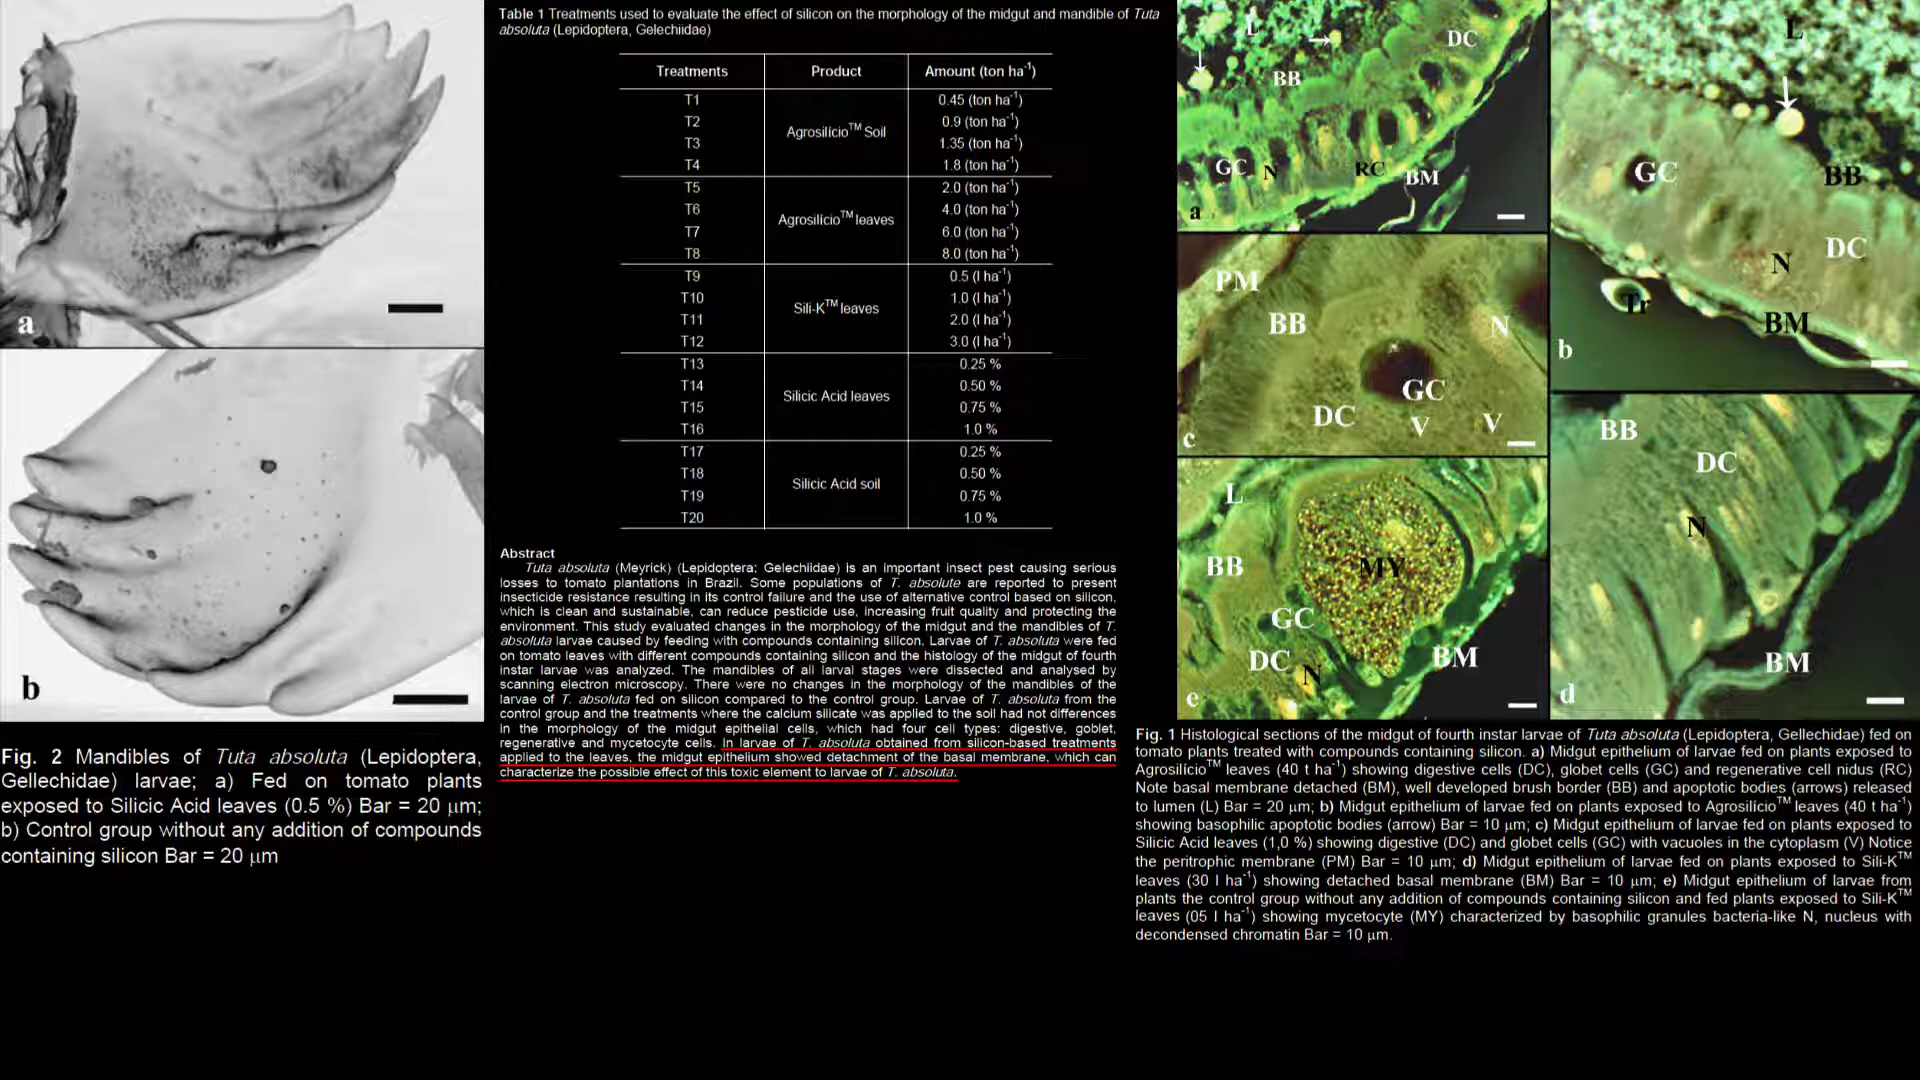 a
b
Fig. 2 Mandibles of Tuta absoluta (Lepidoptera,
Gellechidae) larvae; a) Fed on tomato plants
exposed to Silicic Acid leaves (0.5 %) Bar = 20 µm;
b) Control group without any addition of compounds
containing silicon Bar = 20 µm
Table 1 Treatments used to evaluate the effect of silicon on the morphology of the midgut and mandible of Tuta
absoluta (Lepidoptera, Gelechiidae)
Treatments Product Amount (ton ha-1)
T1 0.45 (ton ha-1)
T2 0.9 (ton ha-1)
Agrosilício™ Soil
T3 1.35 (ton ha-1)
T4 1.8 (ton ha-1)
T5 2.0 (ton ha-1)
T6 4.0 (ton ha-1)
Agrosilício™ leaves
T7 6.0 (ton ha-1)
T8 8.0 (ton ha-1)
T9 0.5 (l ha-1)
T10 1.0 (l ha-1)
Sili-K™ leaves
T11 2.0 (l ha-1)
T12 3.0 (l ha-1)
T13 0.25 %
T14 0.50 %
Silicic Acid leaves
T15 0.75 %
T16 1.0 %
T17 0.25 %
T18 0.50 %
Silicic Acid soil
T19 0.75 %
T20 1.0 %
Abstract
Tuta absoluta (Meyrick) (Lepidoptera: Gelechiidae) is an important insect pest causing serious
losses to tomato plantations in Brazil. Some populations of T. absolute are reported to present
insecticide resistance resulting in its control failure and the use of alternative control based on silicon,
which is clean and sustainable, can reduce pesticide use, increasing fruit quality and protecting the
environment. This study evaluated changes in the morphology of the midgut and the mandibles of T.
absoluta larvae caused by feeding with compounds containing silicon. Larvae of T. absoluta were fed
on tomato leaves with different compounds containing silicon and the histology of the midgut of fourth
instar larvae was analyzed. The mandibles of all larval stages were dissected and analysed by
scanning electron microscopy. There were no changes in the morphology of the mandibles of the
larvae of T. absoluta fed on silicon compared to the control group. Larvae of T. absoluta from the
control group and the treatments where the calcium silicate was applied to the soil had not differences
in the morphology of the midgut epithelial cells, which had four cell types: digestive, goblet,
regenerative and mycetocyte cells. In larvae of T. absoluta obtained from silicon-based treatments
applied to the leaves, the midgut epithelium showed detachment of the basal membrane, which can
characterize the possible effect of this toxic element to larvae of T. absoluta.
L DC
BB
GC N RC BM
a
L
GC BB
DC
N
Tr BM
b
PM
BB N
GC
DC V V
c
BB
DC
N
BM
d
L
BB MY
GC
DC N BM
e
Fig. 1 Histological sections of the midgut of fourth instar larvae of Tuta absoluta (Lepidoptera, Gellechidae) fed on
tomato plants treated with compounds containing silicon. a) Midgut epithelium of larvae fed on plants exposed to
Agrosilício™ leaves (40 t ha-1) showing digestive cells (DC), globet cells (GC) and regenerative cell nidus (RC)
Note basal membrane detached (BM), well developed brush border (BB) and apoptotic bodies (arrows) released
to lumen (L) Bar = 20 µm; b) Midgut epithelium of larvae fed on plants exposed to Agrosilício™ leaves (40 t ha-1)
showing basophilic apoptotic bodies (arrow) Bar = 10 µm; c) Midgut epithelium of larvae fed on plants exposed to
Silicic Acid leaves (1,0 %) showing digestive (DC) and globet cells (GC) with vacuoles in the cytoplasm (V) Notice
the peritrophic membrane (PM) Bar = 10 µm; d) Midgut epithelium of larvae fed on plants exposed to Sili-K™
leaves (30 l ha-1) showing detached basal membrane (BM) Bar = 10 µm; e) Midgut epithelium of larvae from
plants the control group without any addition of compounds containing silicon and fed plants exposed to Sili-K™
leaves (05 l ha-1) showing mycetocyte (MY) characterized by basophilic granules bacteria-like N, nucleus with
decondensed chromatin Bar = 10 µm.